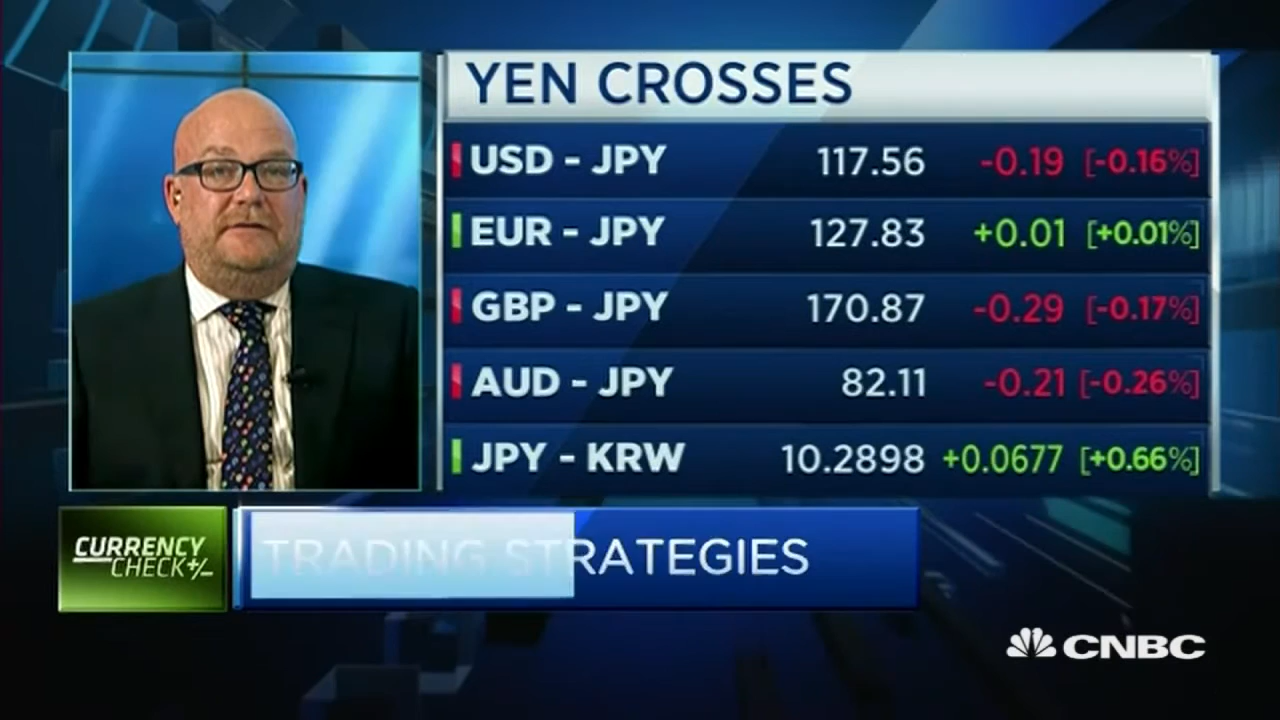 YEN CROSSES
USD - JPY 117.56 -0.19 [-0.16%]
EUR - JPY 127.83 +0.01 [+0.01%]
GBP - JPY 170.87 -0.29 [-0.17%]
AUD - JPY 82.11 -0.21 [-0.26%]
JPY - KRW 10.2898 +0.0677 [+0.66%]
CURRENCY
CHECK+/-
TRADING STRATEGIES
CNBC